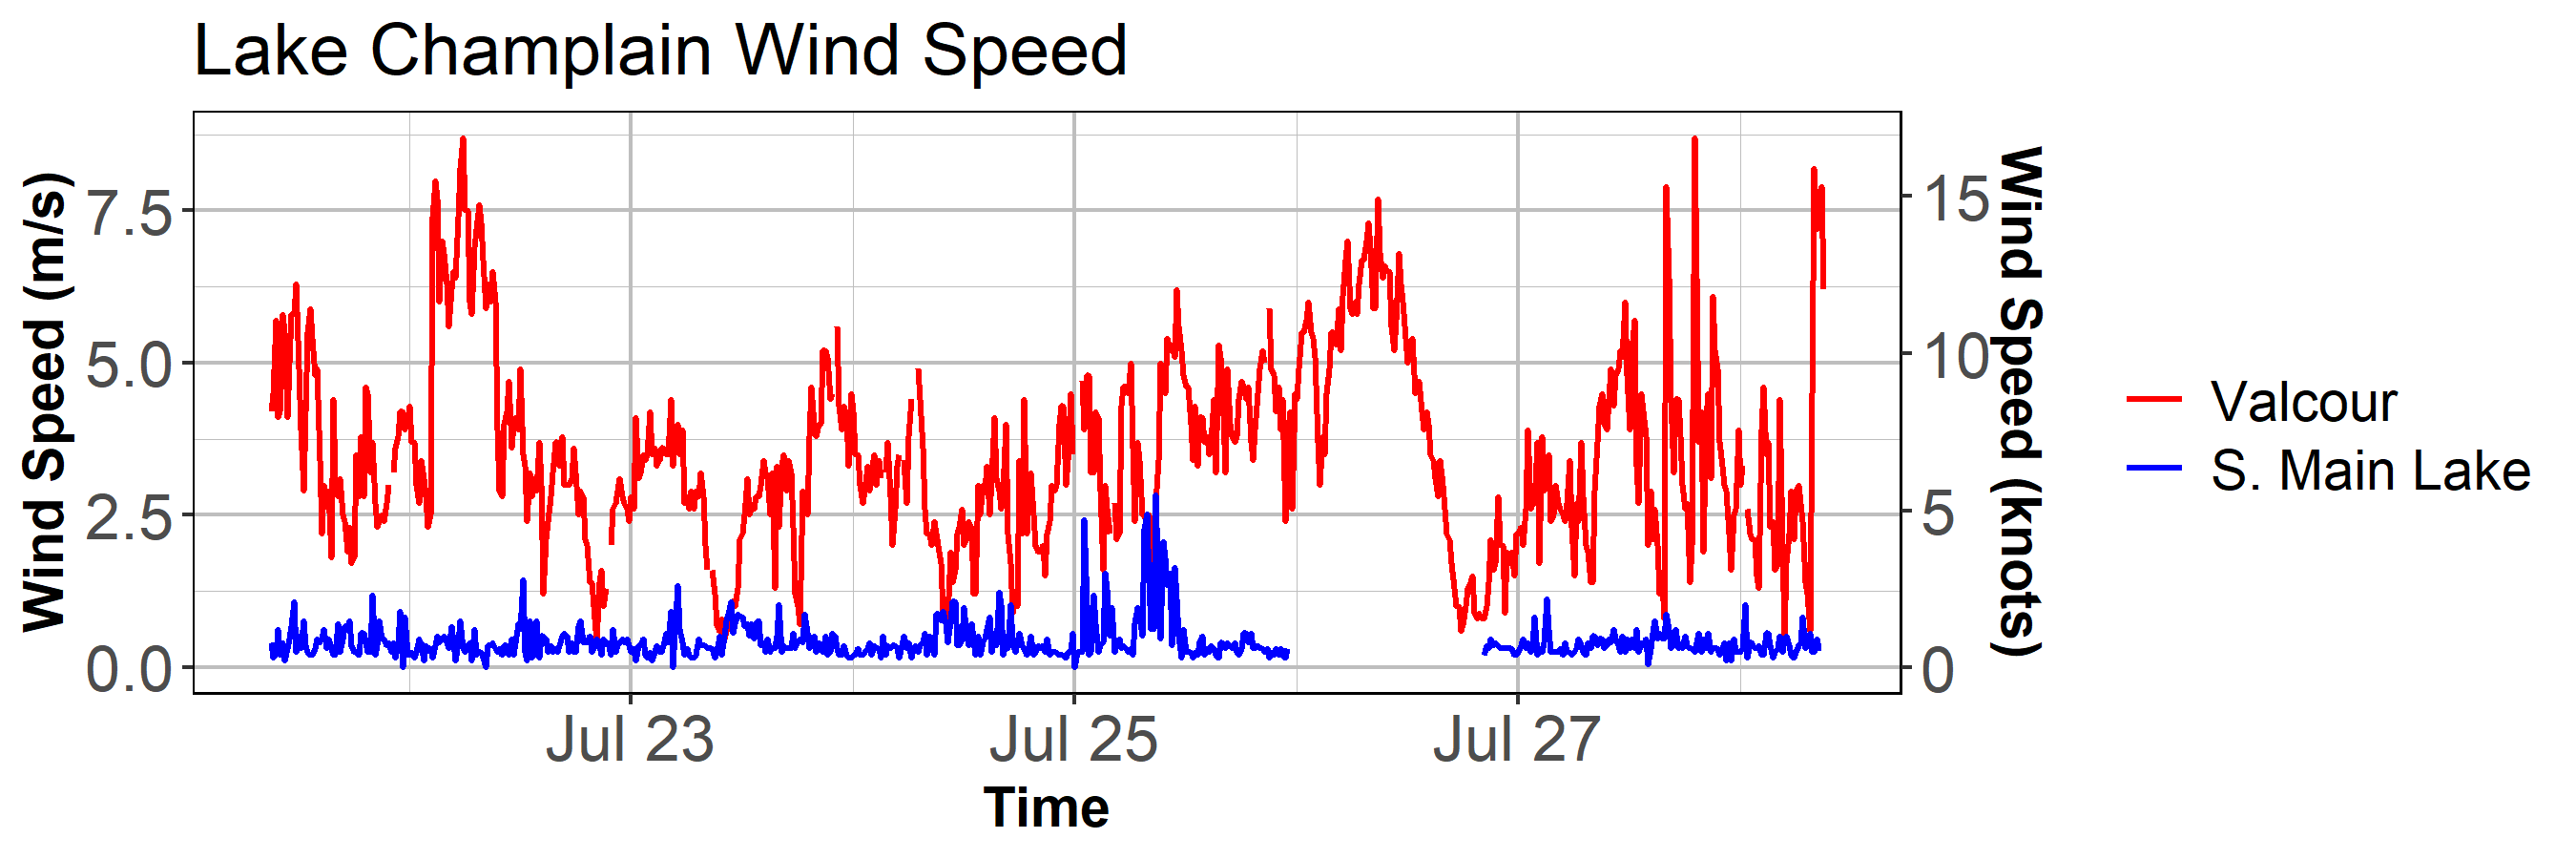 Lake Champlain Wind Speed
Wind Speed (m/s)
7.5
5.0
2.5
0.0
15
10
5
0
Wind Speed (knots)
Jul 23
Jul 25
Jul 27
Time
Valcour
S. Main Lake